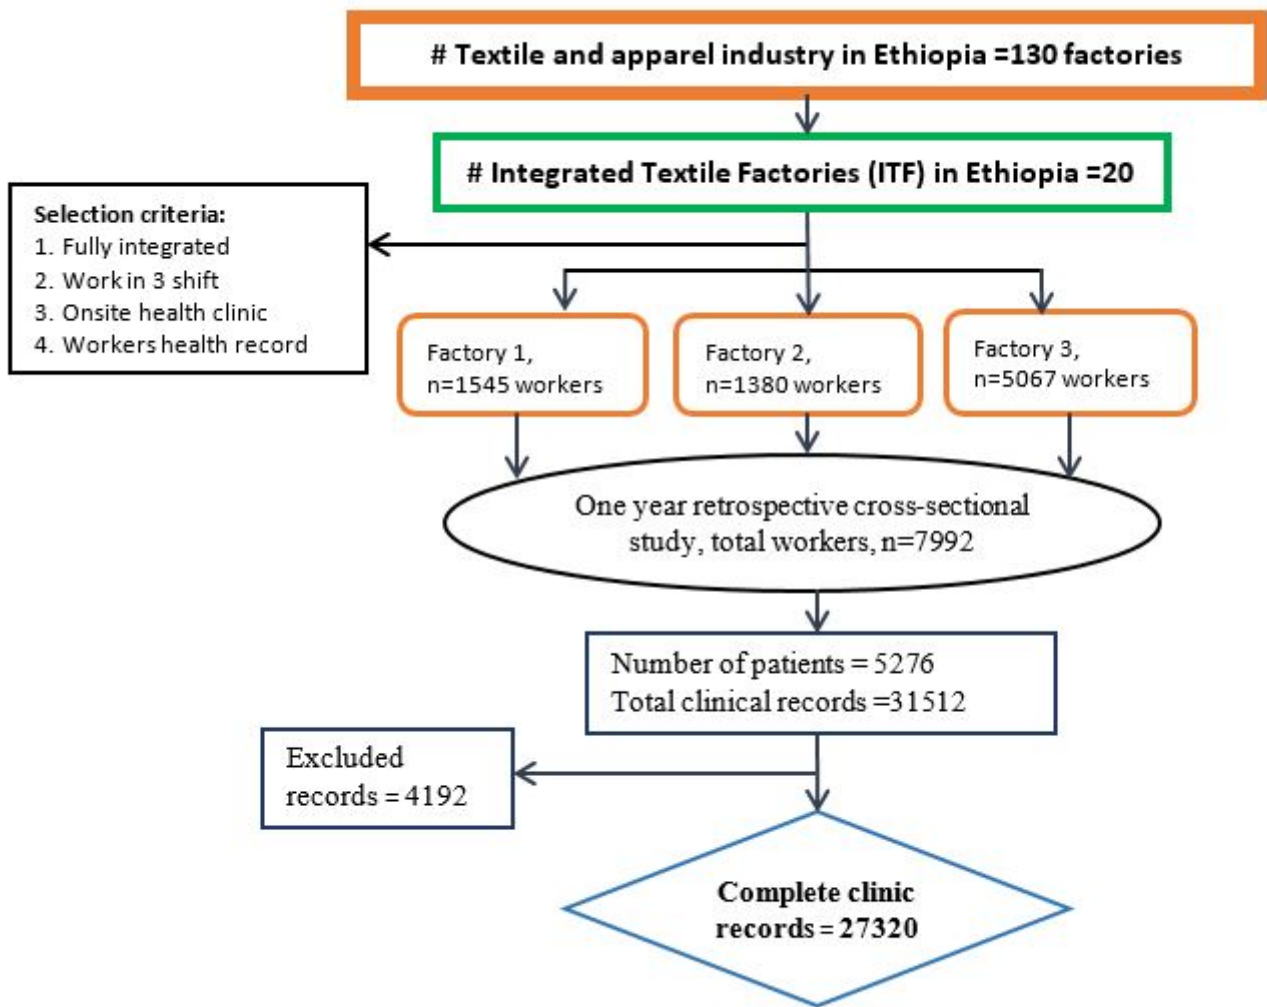 # Textile and apparel industry in Ethiopia =130 factories
# Integrated Textile Factories (ITF) in Ethiopia =20
Selection criteria:
1. Fully integrated
2. Work in 3 shift
3. Onsite health clinic
4. Workers health record
Factory 1,
n=1545 workers
Factory 2,
n=1380 workers
Factory 3,
n=5067 workers
One year retrospective cross-sectional
study, total workers, n=7992
Number of patients = 5276
Total clinical records =31512
Excluded
records = 4192
Complete clinic
records = 27320